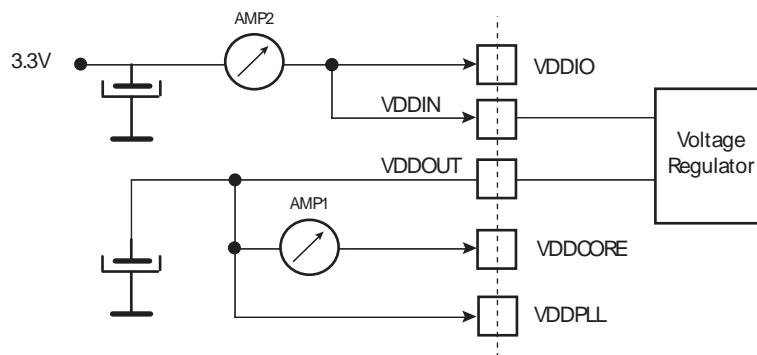 AMP2
3.3V
VDDIO
VDDIN
Voltage
Regulator
VDDOUT
AMP1
VDDCORE
VDDPLL